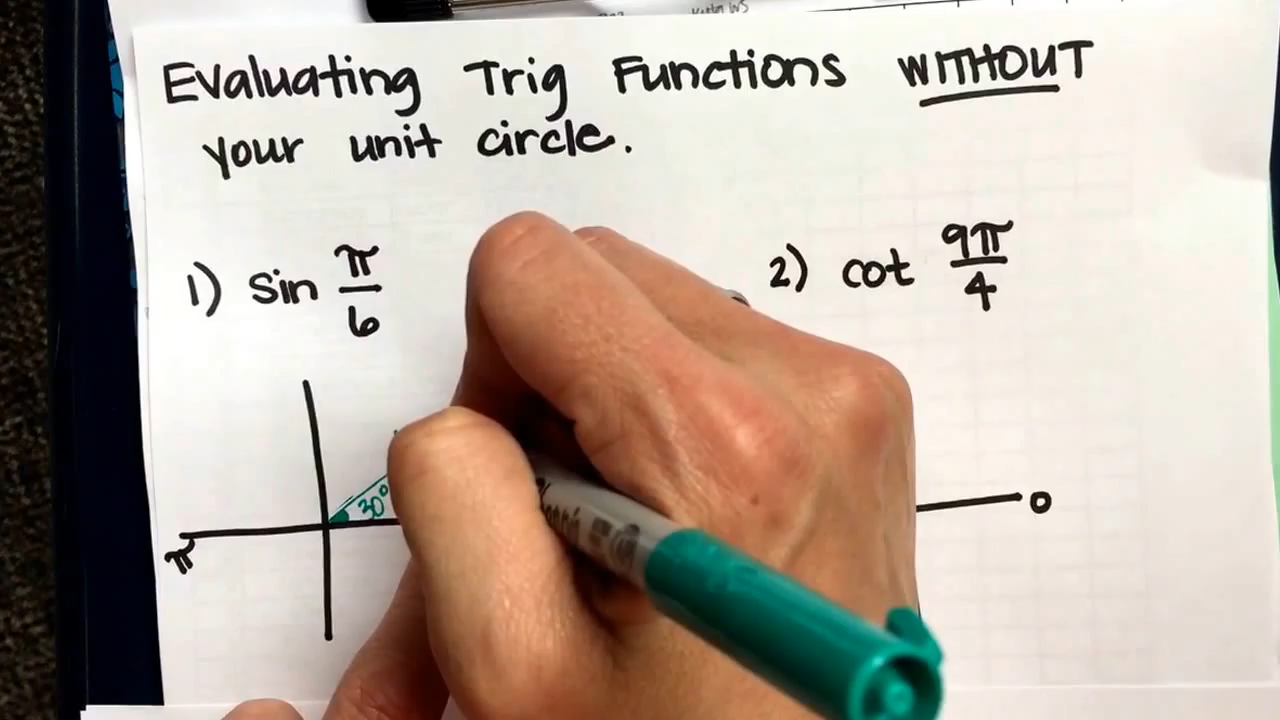 Evaluating Trig Functions WITHOUT
your unit circle.
1) sin π/6
2) cot 9π/4
30°
π
0